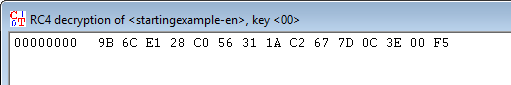 RC4 decryption of <startingexample-en>, key <00>
00000000 9B 6C E1 28 C0 56 31 1A C2 67 7D 0C 3E 00 F5